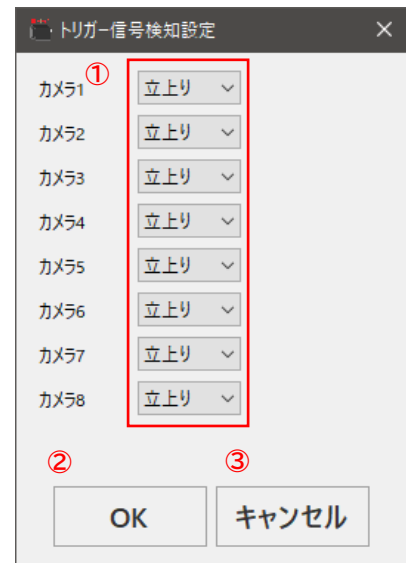 トリガー信号検知設定
①
カメラ1 立上り
カメラ2 立上り
カメラ3 立上り
カメラ4 立上り
カメラ5 立上り
カメラ6 立上り
カメラ7 立上り
カメラ8 立上り
② ③
OK キャンセル